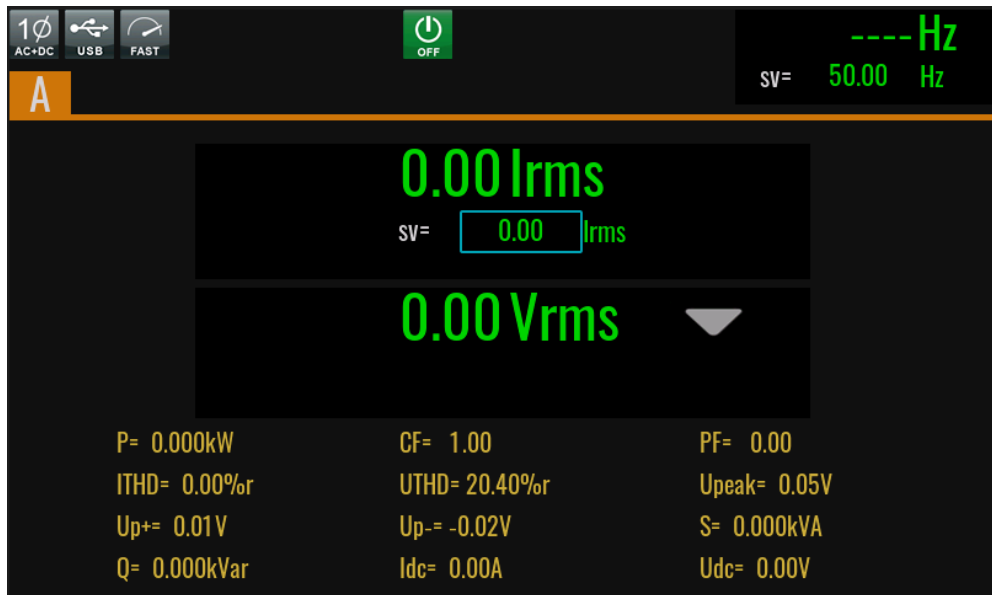 1Ø AC+DC USB FAST OFF ----Hz
sv= 50.00 Hz
A
0.00 Irms
sv= 0.00 Irms
0.00 Vrms
P= 0.000kW CF= 1.00 PF= 0.00
ITHD= 0.00%r UTHD= 20.40%r Upeak= 0.05V
Up+= 0.01V Up-= -0.02V S= 0.000kVA
Q= 0.000kVar Idc= 0.00A Udc= 0.00V